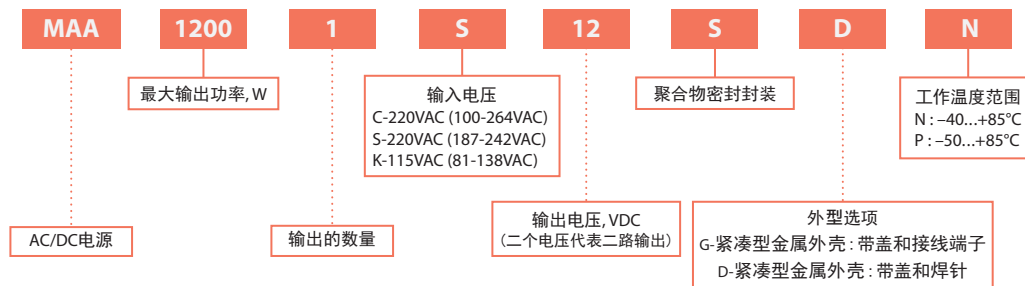 MAA 1200 1 S 12 S D N
最大输出功率, W
输入电压
C-220VAC (100-264VAC)
S-220VAC (187-242VAC)
K-115VAC (81-138VAC)
聚合物密封封装
工作温度范围
N : –40...+85°C
P : –50...+85°C
AC/DC电源
输出的数量
输出电压, VDC
(二个电压代表二路输出)
外型选项
G-紧凑型金属外壳 : 带盖和接线端子
D-紧凑型金属外壳 : 带盖和焊针